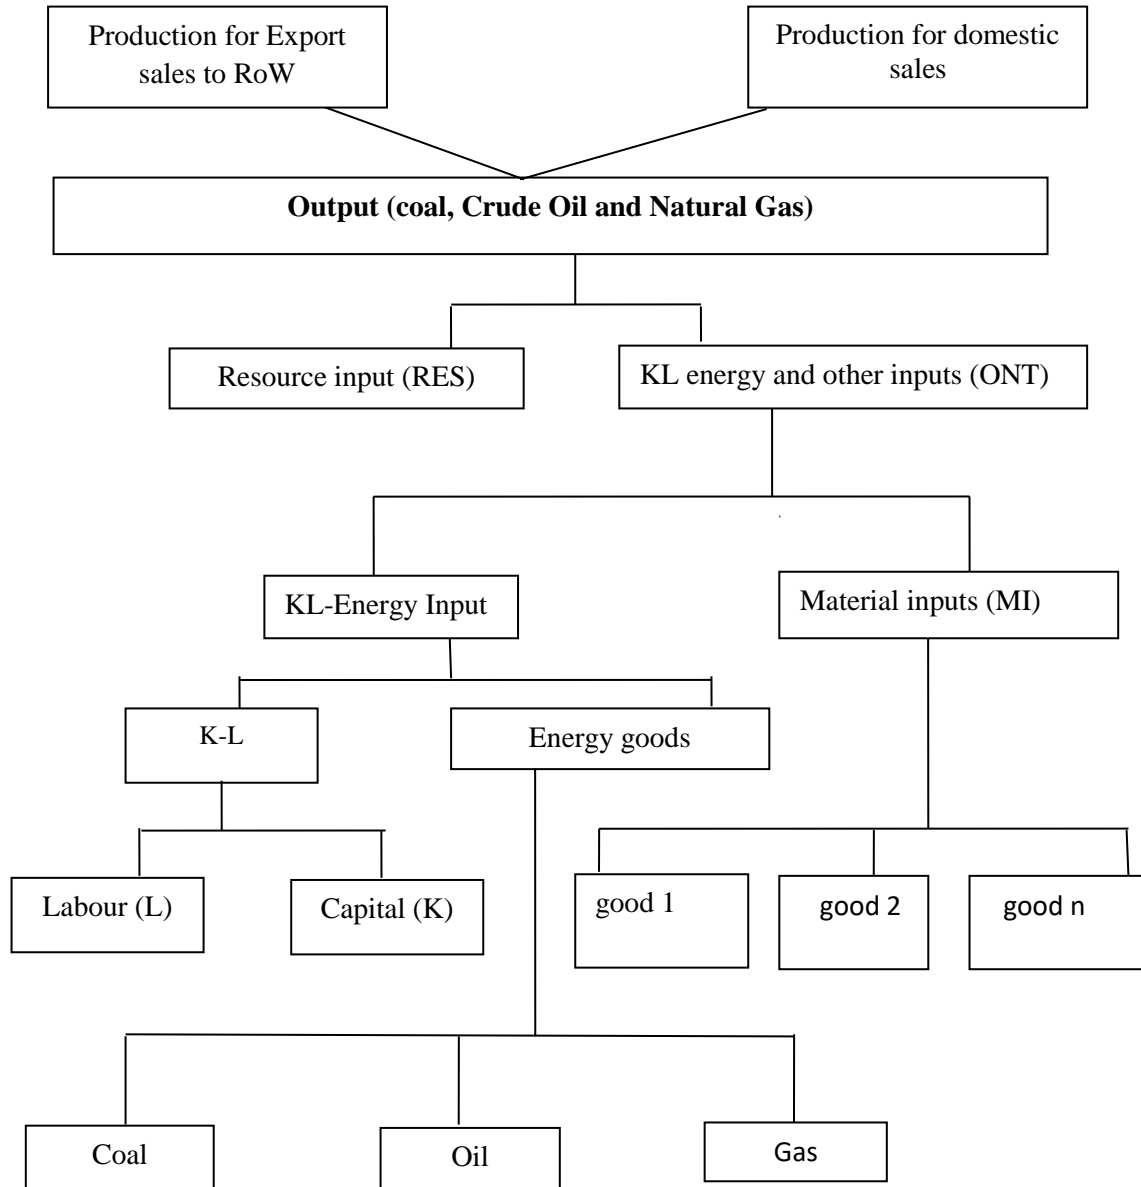 Production for Export
sales to RoW
Production for domestic
sales
Output (coal, Crude Oil and Natural Gas)
Resource input (RES)
KL energy and other inputs (ONT)
KL-Energy Input
Material inputs (MI)
K-L
Energy goods
Labour (L)
Capital (K)
good 1
good 2
good n
Coal
Oil
Gas